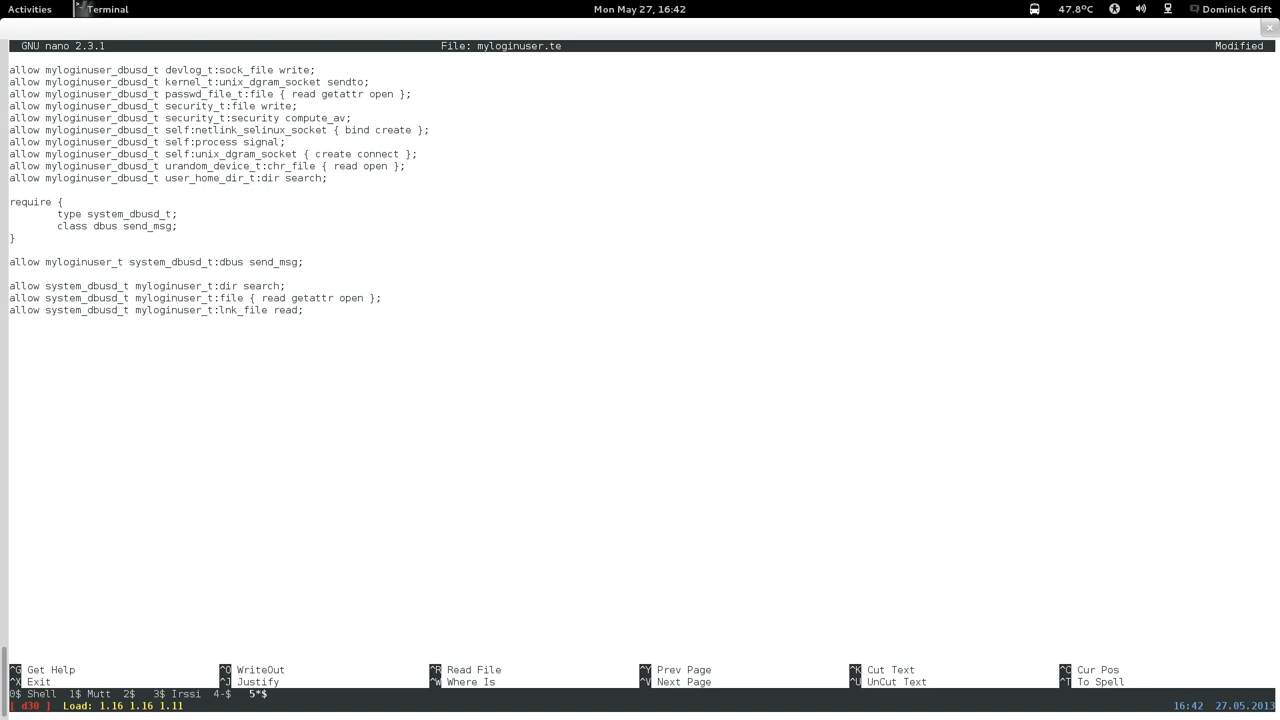 Activities Terminal Mon May 27, 16:42 47.8°C Dominick Grift
GNU nano 2.3.1 File: myloginuser.te Modified
allow myloginuser_dbusd_t devlog_t:sock_file write;
allow myloginuser_dbusd_t kernel_t:unix_dgram_socket sendto;
allow myloginuser_dbusd_t passwd_file_t:file { read getattr open };
allow myloginuser_dbusd_t security_t:file write;
allow myloginuser_dbusd_t security_t:security compute_av;
allow myloginuser_dbusd_t self:netlink_selinux_socket { bind create };
allow myloginuser_dbusd_t self:process signal;
allow myloginuser_dbusd_t self:unix_dgram_socket { create connect };
allow myloginuser_dbusd_t urandom_device_t:chr_file { read open };
allow myloginuser_dbusd_t user_home_dir_t:dir search;
require {
type system_dbusd_t;
class dbus send_msg;
}
allow myloginuser_t system_dbusd_t:dbus send_msg;
allow system_dbusd_t myloginuser_t:dir search;
allow system_dbusd_t myloginuser_t:file { read getattr open };
allow system_dbusd_t myloginuser_t:lnk_file read;
^G Get Help ^O WriteOut ^R Read File ^Y Prev Page ^K Cut Text ^C Cur Pos
^X Exit ^J Justify ^W Where Is ^V Next Page ^U UnCut Text ^T To Spell
0$ Shell 1$ Mutt 2$ 3$ Irssi 4-$ 5*$
[ d30 ] Load: 1.16 1.16 1.11 16:42 27.05.2013